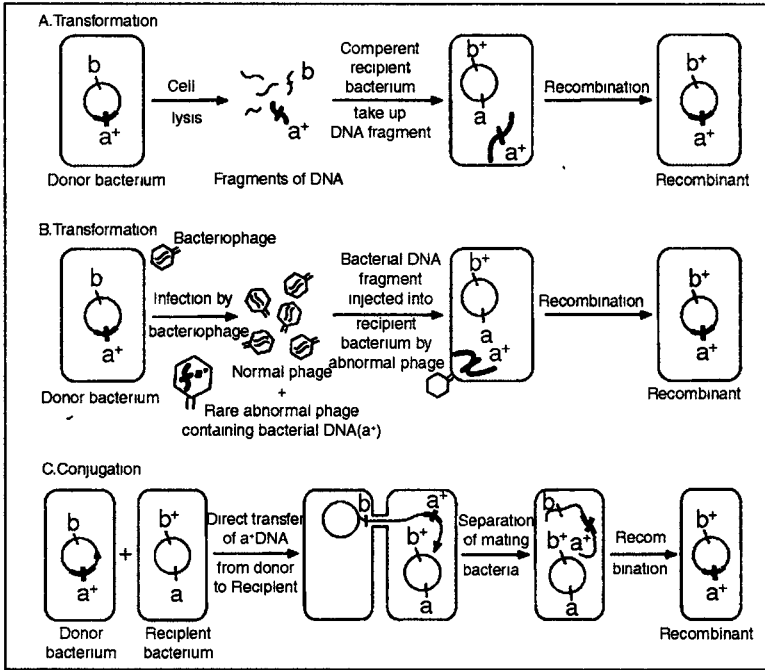 A.Transformation
b
a+
Donor bacterium
Cell
lysis
b
a+
Fragments of DNA
Comperent
recipient
bacterium
take up
DNA fragment
b+
a
a+
Recombination
b+
a+
Recombinant
B.Transformation
Bacteriophage
b
a+
Donor bacterium
Infection by
bacteriophage
a+
Normal phage
+
Rare abnormal phage
containing bacterial DNA(a+)
Bacterial DNA
fragment
injected into
recipient
bacterium by
abnormal phage
b+
a
a+
Recombination
b+
a+
Recombinant
C.Conjugation
b
a+
Donor
bacterium
+
b+
a
Recipient
bacterium
Direct transfer
of a+DNA
from donor
to Recipient
b
a+
b+
a
Separation
of mating
bacteria
b
b+
a+
a
Recom
bination
b+
a+
Recombinant